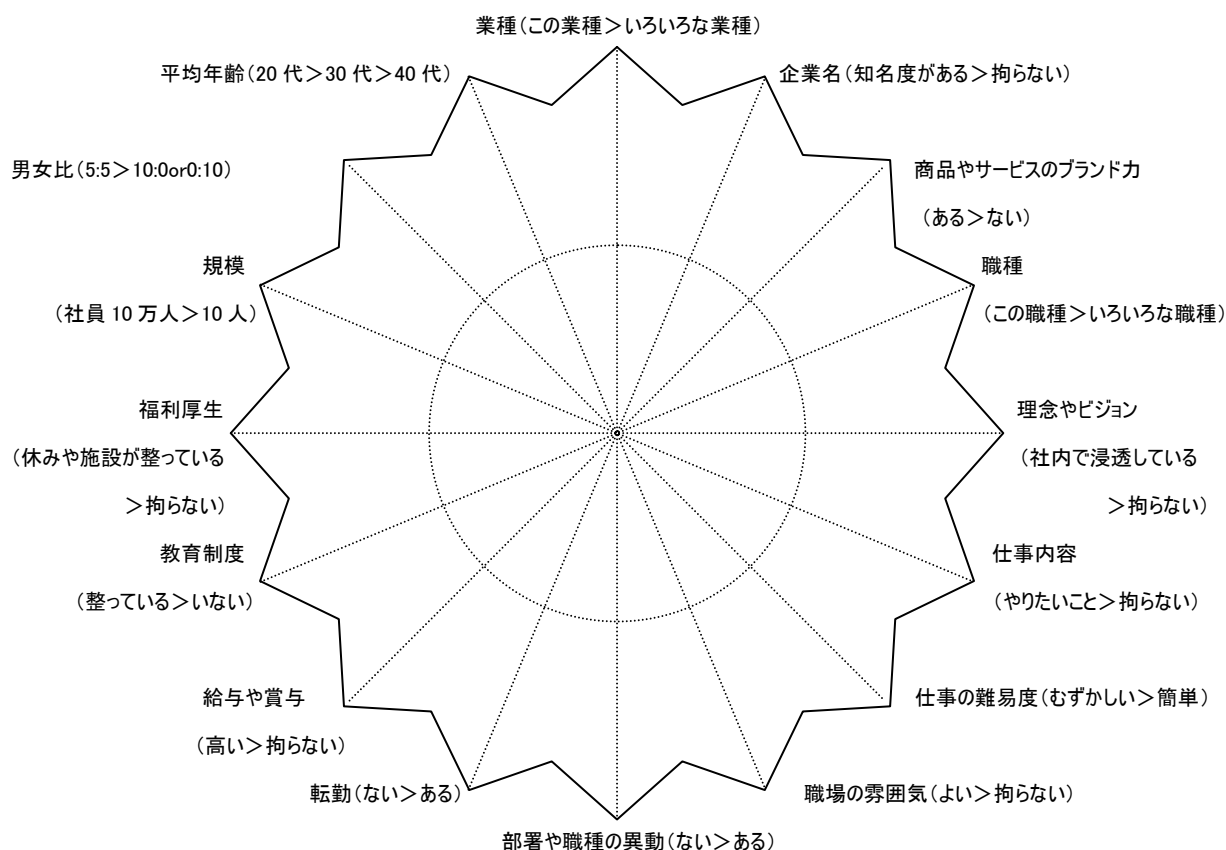 業種(この業種＞いろいろな業種)
平均年齢(20代＞30代＞40代)
企業名(知名度がある＞拘らない)
男女比(5:5＞10:0or0:10)
商品やサービスのブランド力
(ある＞ない)
規模
(社員10万人＞10人)
職種
(この職種＞いろいろな職種)
福利厚生
(休みや施設が整っている
＞拘らない)
理念やビジョン
(社内で浸透している
＞拘らない)
教育制度
(整っている＞いない)
仕事内容
(やりたいこと＞拘らない)
給与や賞与
(高い＞拘らない)
仕事の難易度(むずかしい＞簡単)
転勤(ない＞ある)
職場の雰囲気(よい＞拘らない)
部署や職種の異動(ない＞ある)